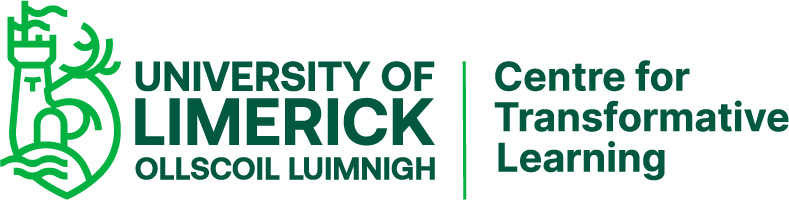 UNIVERSITY OF
LIMERICK
OLLSCOIL LUIMNIGH
Centre for
Transformative
Learning